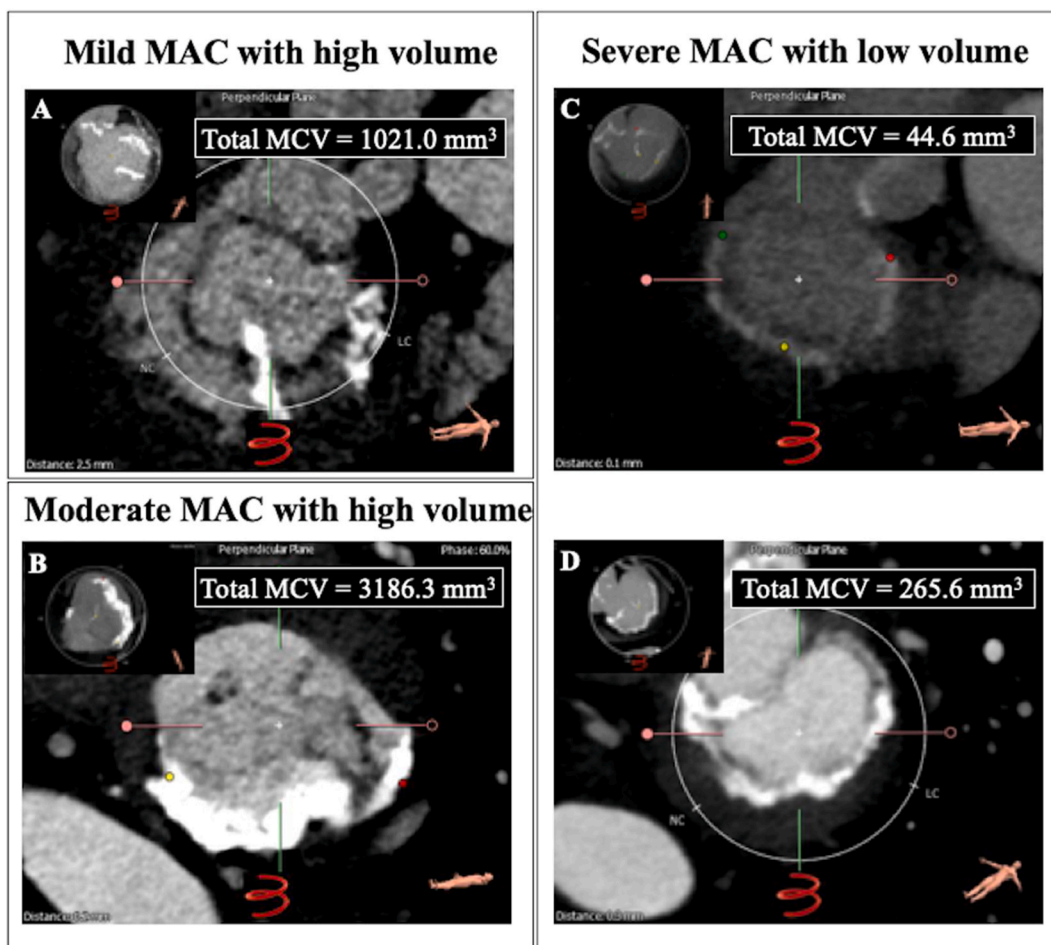 Mild MAC with high volume
A
Perpendicular Plane
Total MCV = 1021.0 mm³
LC
NC
Distance: 2.5 mm
Severe MAC with low volume
C
Perpendicular Plane
Total MCV = 44.6 mm³
Distance: 0.1 mm
Moderate MAC with high volume
B
Perpendicular Plane
Phase: 60.0%
Total MCV = 3186.3 mm³
D
Perpendicular Plane
Total MCV = 265.6 mm³
LC
NC